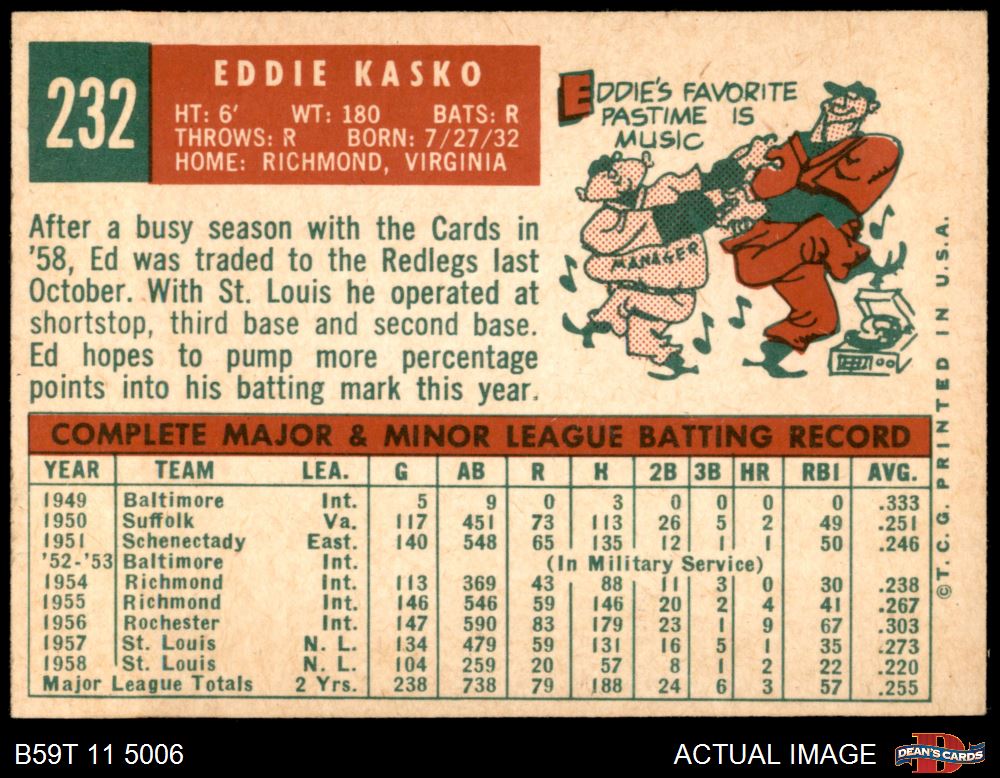 232
EDDIE KASKO
HT: 6' WT: 180 BATS: R
THROWS: R BORN: 7/27/32
HOME: RICHMOND, VIRGINIA
EDDIE'S FAVORITE
PASTIME IS
MUSIC
MANAGER
After a busy season with the Cards in
'58, Ed was traded to the Redlegs last
October. With St. Louis he operated at
shortstop, third base and second base.
Ed hopes to pump more percentage
points into his batting mark this year.
COMPLETE MAJOR & MINOR LEAGUE BATTING RECORD
YEAR TEAM LEA. G AB R H 2B 3B HR RBI AVG.
1949 Baltimore Int. 5 9 0 3 0 0 0 0 .333
1950 Suffolk Va. 117 451 73 113 26 5 2 49 .251
1951 Schenectady East. 140 548 65 135 12 1 1 50 .246
'52-'53 Baltimore Int. (In Military Service)
1954 Richmond Int. 113 369 43 88 11 3 0 30 .238
1955 Richmond Int. 146 546 59 146 20 2 4 41 .267
1956 Rochester Int. 147 590 83 179 23 1 9 67 .303
1957 St. Louis N. L. 134 479 59 131 16 5 1 35 .273
1958 St. Louis N. L. 104 259 20 57 8 1 2 22 .220
Major League Totals 2 Yrs. 238 738 79 188 24 6 3 57 .255
©T.C.G. PRINTED IN U.S.A.
B59T 11 5006
ACTUAL IMAGE
DEAN'S CARDS